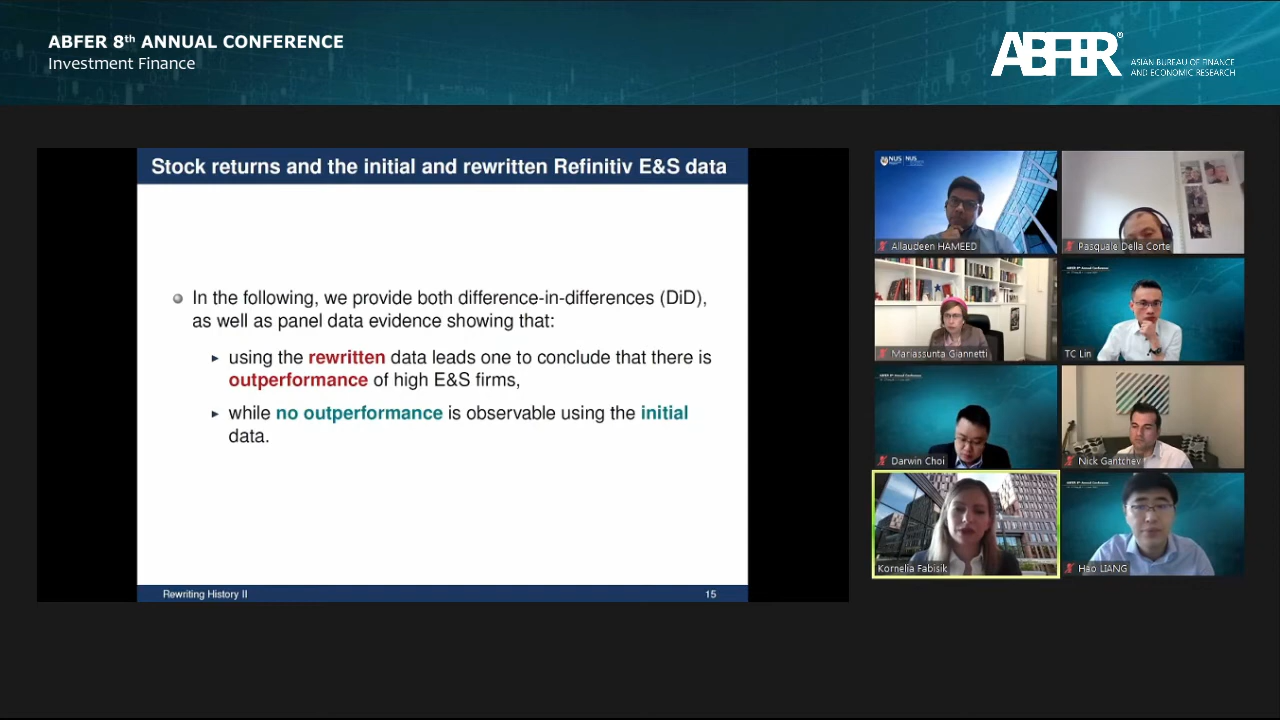 ABFER 8th ANNUAL CONFERENCE
Investment Finance
ABFER®
ASIAN BUREAU OF FINANCE
AND ECONOMIC RESEARCH
Stock returns and the initial and rewritten Refinitiv E&S data
In the following, we provide both difference-in-differences (DiD),
as well as panel data evidence showing that:
using the rewritten data leads one to conclude that there is
outperformance of high E&S firms,
while no outperformance is observable using the initial
data.
Rewriting History II
15
NUS
NUS
Allaudeen HAMEED
Pasquale Della Corte
Mariassunta Giannetti
TC Lin
Darwin Choi
Nick Gantchev
Kornelia Fabisik
Hao LIANG